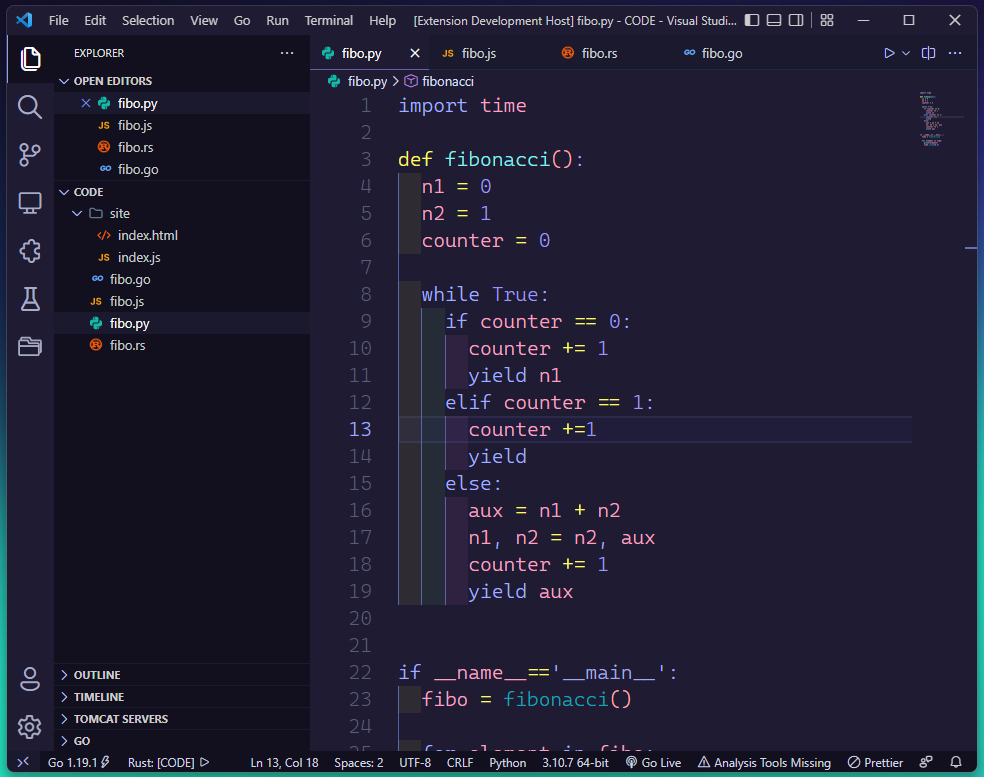 File Edit Selection View Go Run Terminal Help [Extension Development Host] fibo.py - CODE - Visual Studi...
EXPLORER ...
OPEN EDITORS
fibo.py
JS fibo.js
fibo.rs
GO fibo.go
CODE
site
index.html
JS index.js
GO fibo.go
JS fibo.js
fibo.py
fibo.rs
OUTLINE
TIMELINE
TOMCAT SERVERS
GO
fibo.py JS fibo.js fibo.rs GO fibo.go ...
fibo.py > fibonacci
1 import time
2
3 def fibonacci():
4 n1 = 0
5 n2 = 1
6 counter = 0
7
8 while True:
9 if counter == 0:
10 counter += 1
11 yield n1
12 elif counter == 1:
13 counter +=1
14 yield
15 else:
16 aux = n1 + n2
17 n1, n2 = n2, aux
18 counter += 1
19 yield aux
20
21
22 if __name__=='__main__':
23 fibo = fibonacci()
24
25 for element in fibo:
Go 1.19.1 Rust: [CODE] Ln 13, Col 18 Spaces: 2 UTF-8 CRLF Python 3.10.7 64-bit Go Live Analysis Tools Missing Prettier